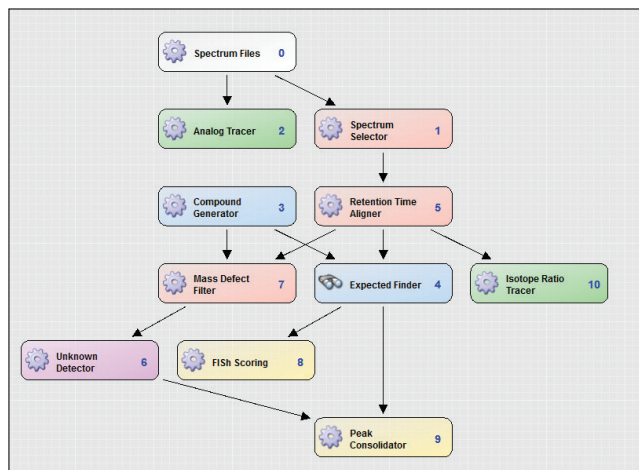 Spectrum Files 0
Analog Tracer 2
Spectrum
Selector 1
Compound
Generator 3
Retention Time
Aligner 5
Mass Defect
Filter 7
Expected Finder 4
Isotope Ratio
Tracer 10
Unknown
Detector 6
FISh Scoring 8
Peak
Consolidator 9